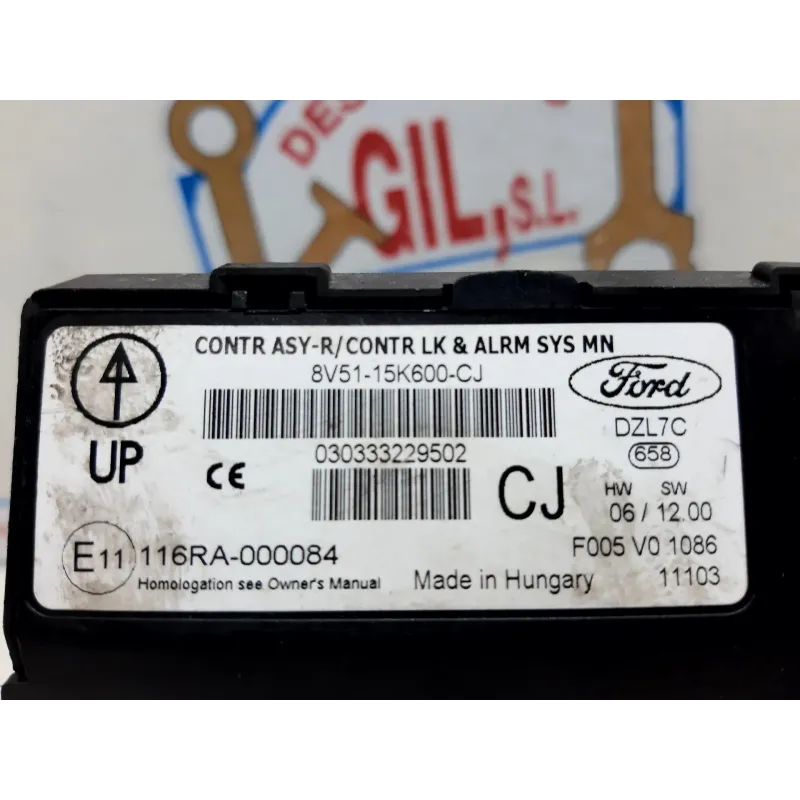 DES
GIL, S.L.
CONTR ASY-R/CONTR LK & ALRM SYS MN
8V51-15K600-CJ
Ford
UP
CE
030333229502
CJ
DZL7C
658
HW SW
06 / 12.00
E11 116RA-000084
F005 V0 1086
Homologation see Owner's Manual
Made in Hungary
11103